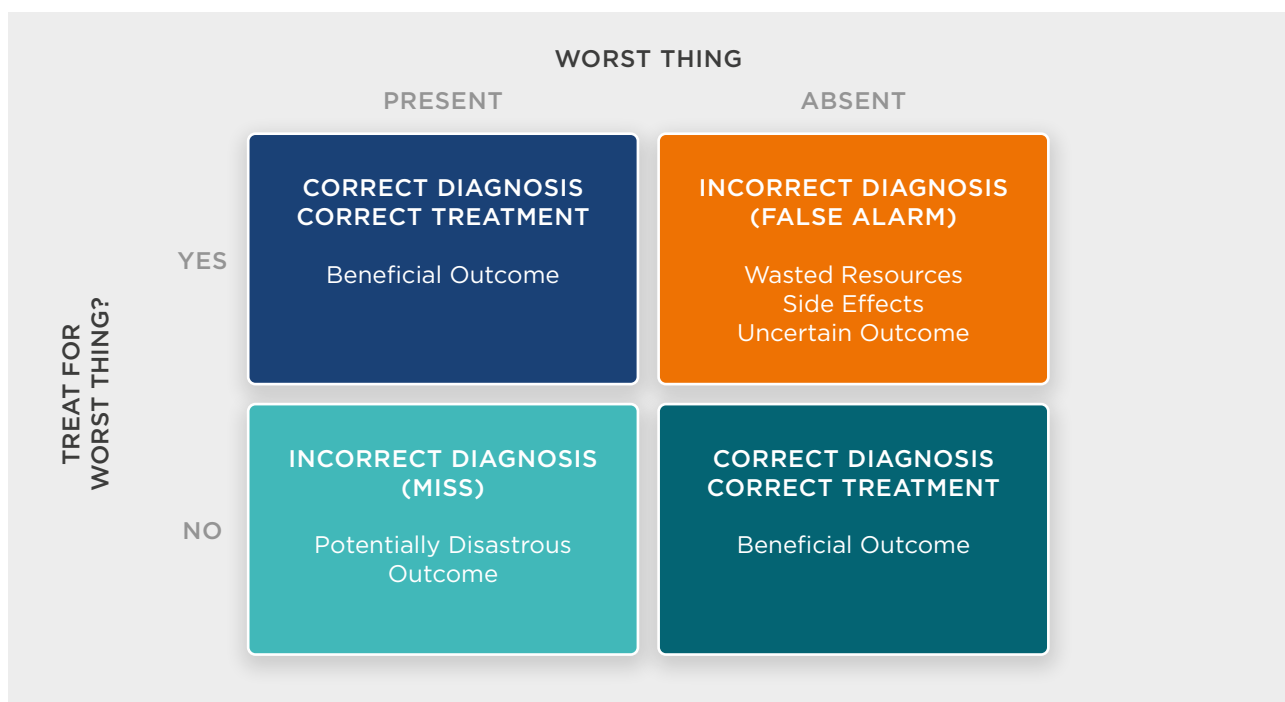 WORST THING
PRESENT
ABSENT
TREAT FOR
WORST THING?
YES
CORRECT DIAGNOSIS
CORRECT TREATMENT
Beneficial Outcome
INCORRECT DIAGNOSIS
(FALSE ALARM)
Wasted Resources
Side Effects
Uncertain Outcome
NO
INCORRECT DIAGNOSIS
(MISS)
Potentially Disastrous
Outcome
CORRECT DIAGNOSIS
CORRECT TREATMENT
Beneficial Outcome